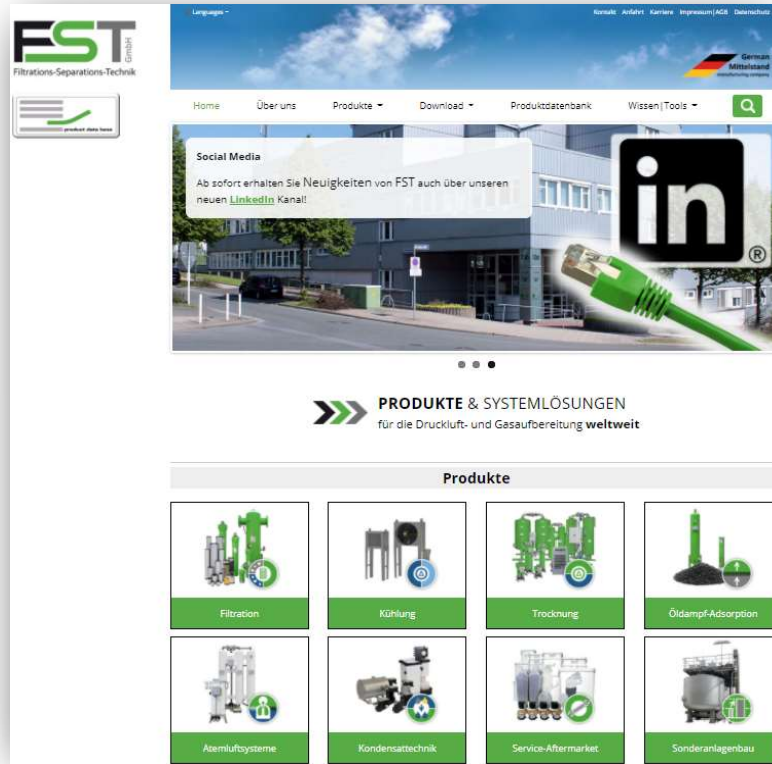 FST
GmbH
Filtrations-Separations-Technik
product data base
Languages
Kontakt Anfahrt Karriere Impressum|AGB Datenschutz
German
Mittelstand
manufacturing company
Home Über uns Produkte Download Produktdatenbank Wissen|Tools
Social Media
Ab sofort erhalten Sie Neuigkeiten von FST auch über unseren
neuen LinkedIn Kanal!
in
®
PRODUKTE & SYSTEMLÖSUNGEN
für die Druckluft- und Gasaufbereitung weltweit
Produkte
Filtration Kühlung Trocknung Öldampf-Adsorption
Atemluftsysteme Kondensattechnik Service-Aftermarket Sonderanlagenbau